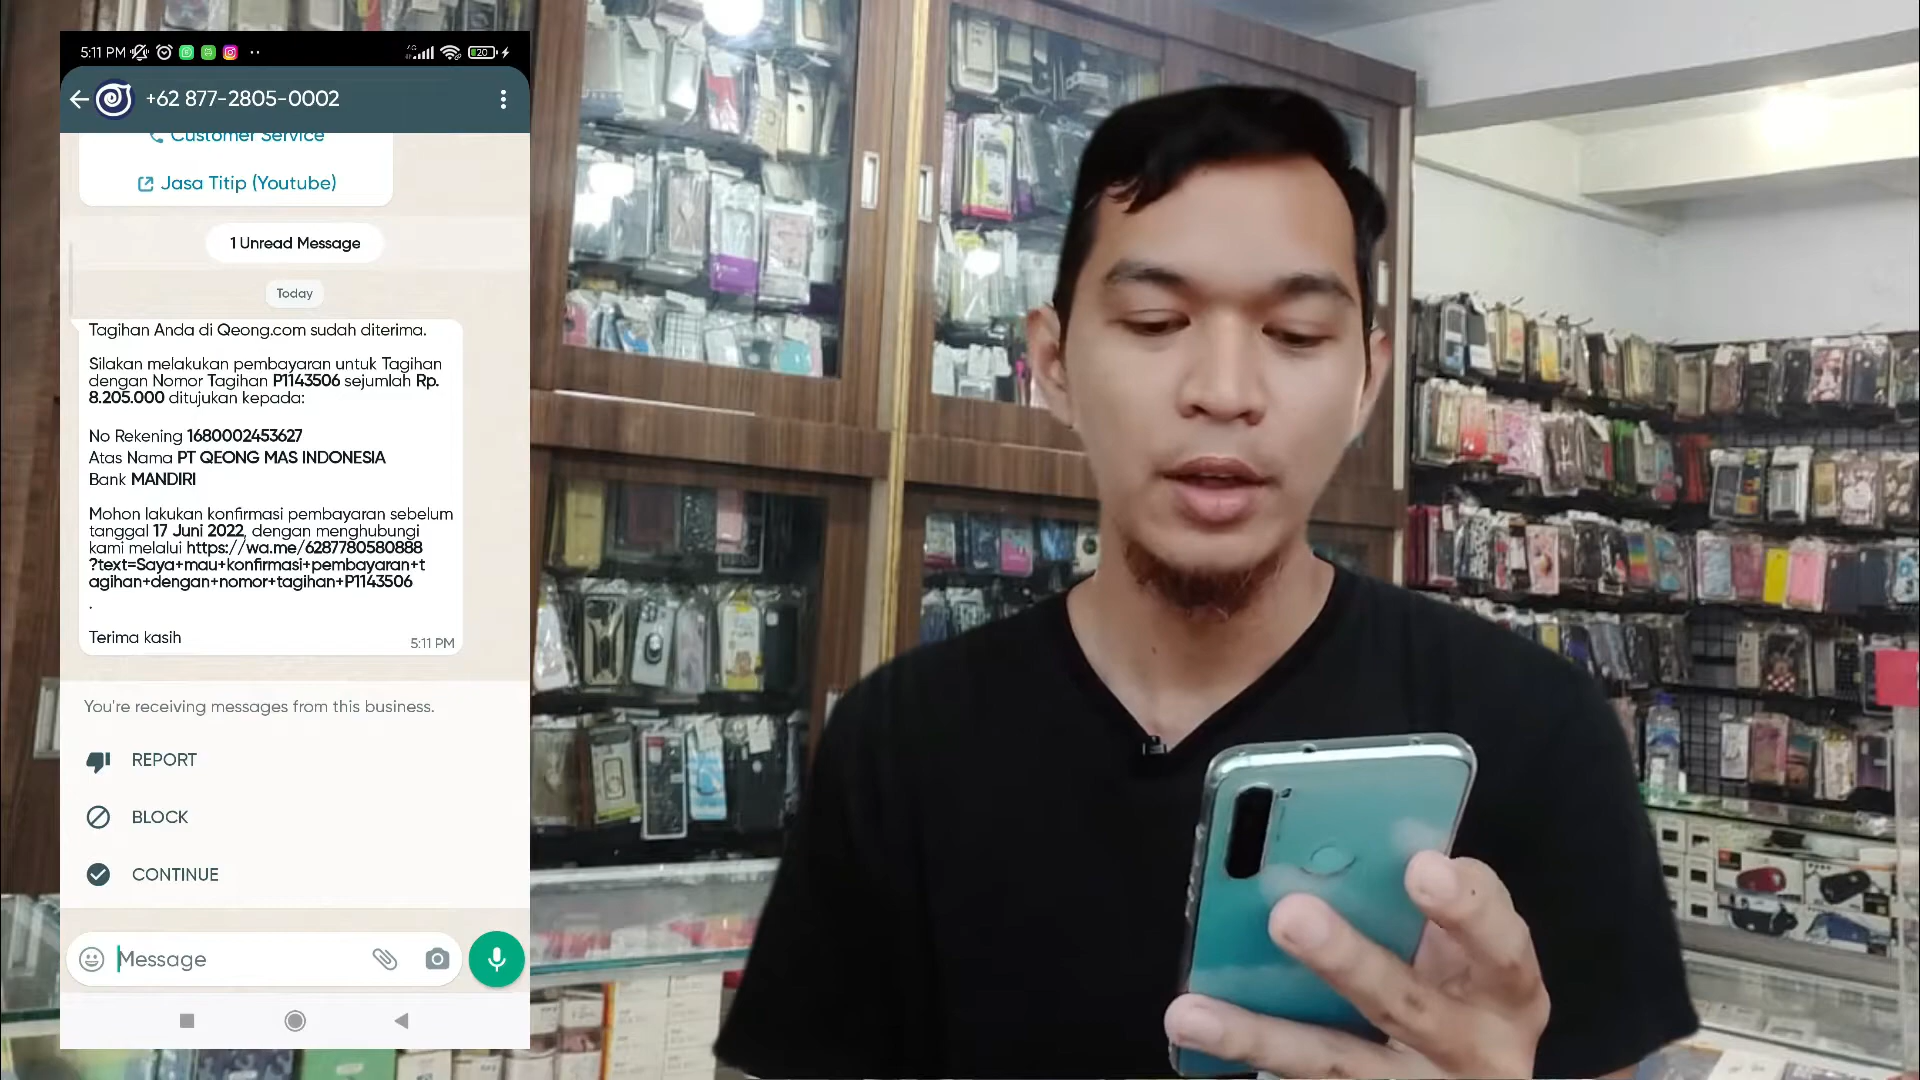 5:11 PM
4G
20
+62 877-2805-0002
Customer Service
Jasa Titip (Youtube)
1 Unread Message
Today
Tagihan Anda di Qeong.com sudah diterima.
Silakan melakukan pembayaran untuk Tagihan
dengan Nomor Tagihan P1143506 sejumlah Rp.
8.205.000 ditujukan kepada:
No Rekening 1680002453627
Atas Nama PT QEONG MAS INDONESIA
Bank MANDIRI
Mohon lakukan konfirmasi pembayaran sebelum
tanggal 17 Juni 2022, dengan menghubungi
kami melalui https://wa.me/6287780580888
?text=Saya+mau+konfirmasi+pembayaran+t
agihan+dengan+nomor+tagihan+P1143506
.
Terima kasih
5:11 PM
You're receiving messages from this business.
REPORT
BLOCK
CONTINUE
Message